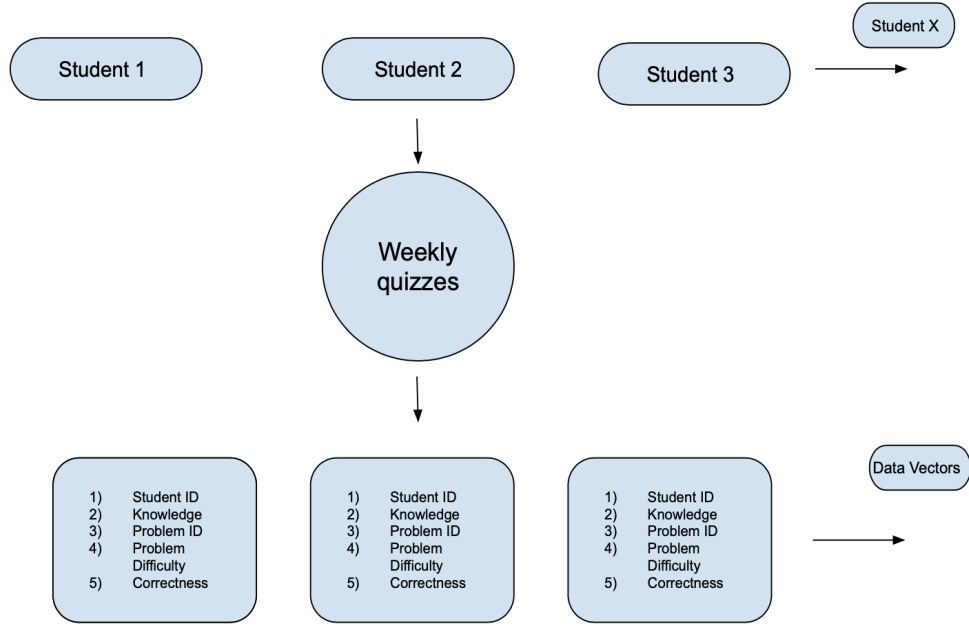 Student X
Student 1
Student 2
Student 3
Weekly
quizzes
Data Vectors
1) Student ID
2) Knowledge
3) Problem ID
4) Problem
Difficulty
5) Correctness
1) Student ID
2) Knowledge
3) Problem ID
4) Problem
Difficulty
5) Correctness
1) Student ID
2) Knowledge
3) Problem ID
4) Problem
Difficulty
5) Correctness